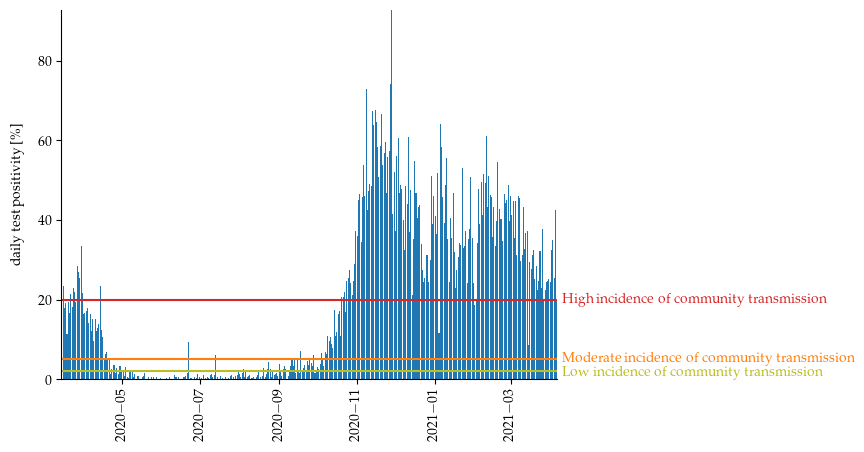 80
60
40
20
0
daily test positivity [%]
High incidence of community transmission
Moderate incidence of community transmission
Low incidence of community transmission
2020−05
2020−07
2020−09
2020−11
2021−01
2021−03